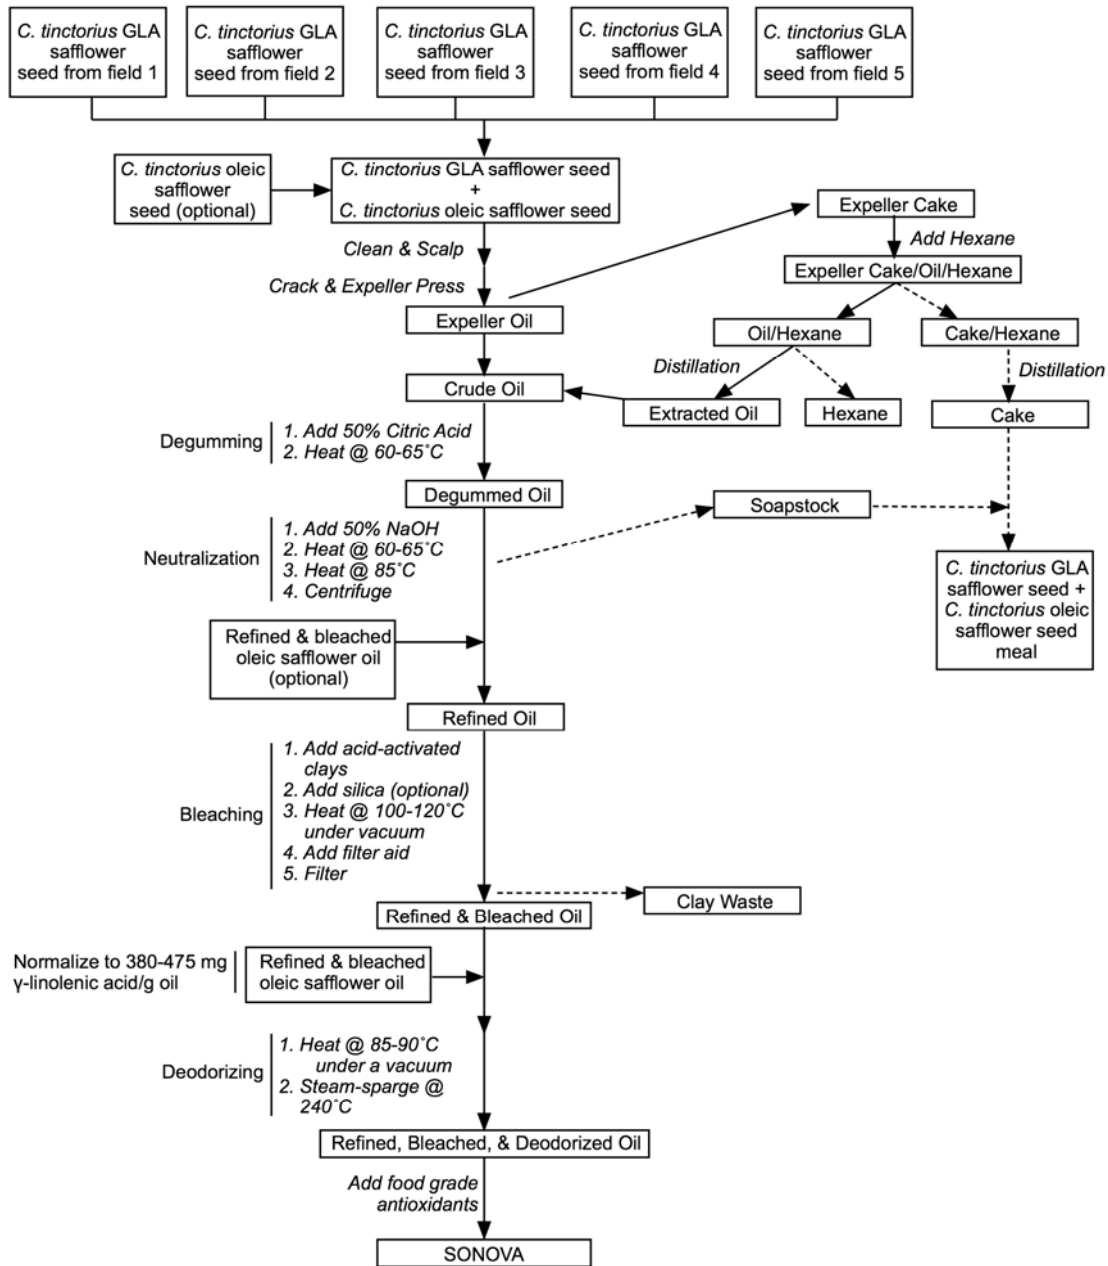 C. tinctorius GLA
safflower
seed from field 1
C. tinctorius GLA
safflower
seed from field 2
C. tinctorius GLA
safflower
seed from field 3
C. tinctorius GLA
safflower
seed from field 4
C. tinctorius GLA
safflower
seed from field 5
C. tinctorius oleic
safflower
seed (optional)
C. tinctorius GLA safflower seed
+
C. tinctorius oleic safflower seed
Clean & Scalp
Crack & Expeller Press
Expeller Oil
Expeller Cake
Add Hexane
Expeller Cake/Oil/Hexane
Oil/Hexane
Cake/Hexane
Distillation
Distillation
Crude Oil
Extracted Oil
Hexane
Cake
Degumming
1. Add 50% Citric Acid
2. Heat @ 60-65˚C
Degummed Oil
Soapstock
Neutralization
1. Add 50% NaOH
2. Heat @ 60-65˚C
3. Heat @ 85˚C
4. Centrifuge
C. tinctorius GLA
safflower seed +
C. tinctorius oleic
safflower seed
meal
Refined & bleached
oleic safflower oil
(optional)
Refined Oil
Bleaching
1. Add acid-activated
clays
2. Add silica (optional)
3. Heat @ 100-120˚C
under vacuum
4. Add filter aid
5. Filter
Clay Waste
Refined & Bleached Oil
Normalize to 380-475 mg
γ-linolenic acid/g oil
Refined & bleached
oleic safflower oil
Deodorizing
1. Heat @ 85-90˚C
under a vacuum
2. Steam-sparge @
240˚C
Refined, Bleached, & Deodorized Oil
Add food grade
antioxidants
SONOVA